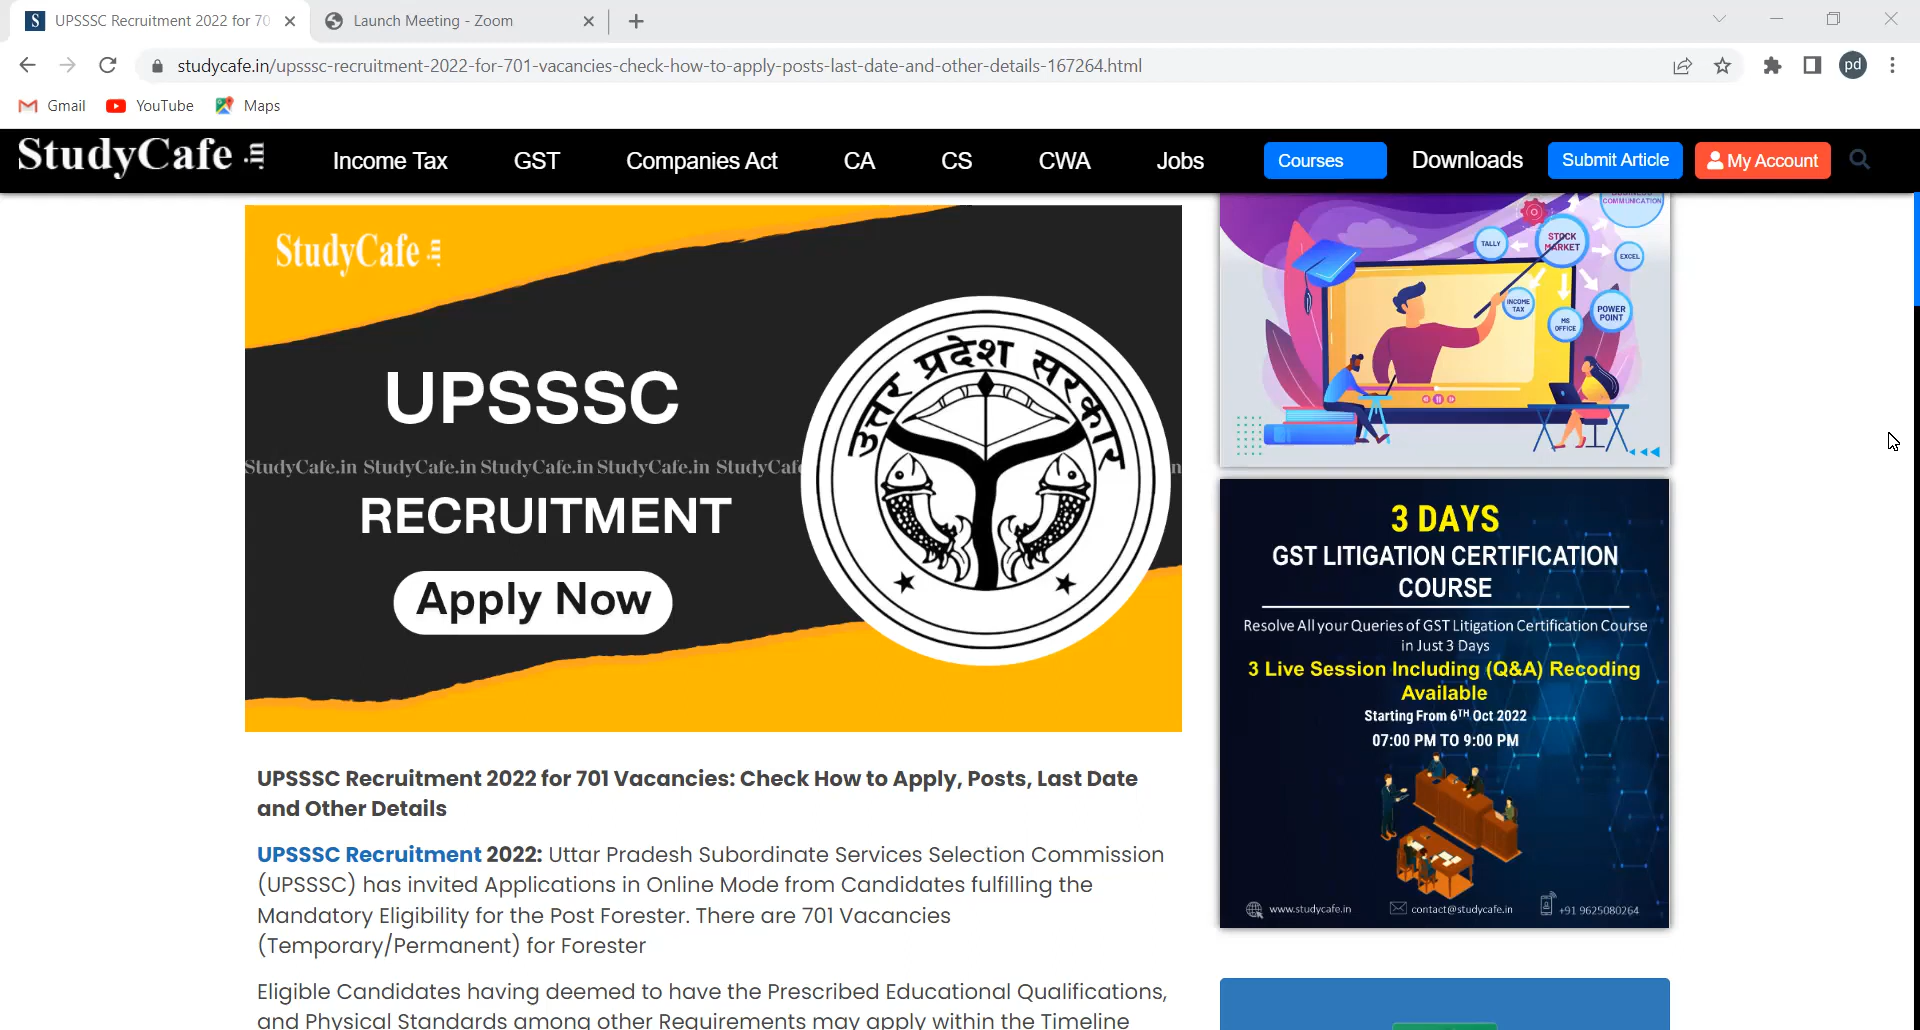 UPSSSC Recruitment 2022 for 70
Launch Meeting - Zoom
studycafe.in/upsssc-recruitment-2022-for-701-vacancies-check-how-to-apply-posts-last-date-and-other-details-167264.html
pd
Gmail YouTube Maps
StudyCafe.in Income Tax GST Companies Act CA CS CWA Jobs Courses Downloads Submit Article My Account
StudyCafe.in
UPSSSC
StudyCafe.in StudyCafe.in StudyCafe.in StudyCafe.in StudyCafe
RECRUITMENT
Apply Now
उत्तर प्रदेश सरकार
UPSSSC Recruitment 2022 for 701 Vacancies: Check How to Apply, Posts, Last Date
and Other Details
UPSSSC Recruitment 2022: Uttar Pradesh Subordinate Services Selection Commission
(UPSSSC) has invited Applications in Online Mode from Candidates fulfilling the
Mandatory Eligibility for the Post Forester. There are 701 Vacancies
(Temporary/Permanent) for Forester
Eligible Candidates having deemed to have the Prescribed Educational Qualifications,
and Physical Standards among other Requirements may apply within the Timeline
COMMUNICATION
TALLY
STOCK
MARKET
EXCEL
INCOME
TAX
MS
OFFICE
POWER
POINT
3 DAYS
GST LITIGATION CERTIFICATION
COURSE
Resolve All your Queries of GST Litigation Certification Course
in Just 3 Days
3 Live Session Including (Q&A) Recoding
Available
Starting From 6TH Oct 2022
07:00 PM TO 9:00 PM
www.studycafe.in contact@studycafe.in +91 9625080264